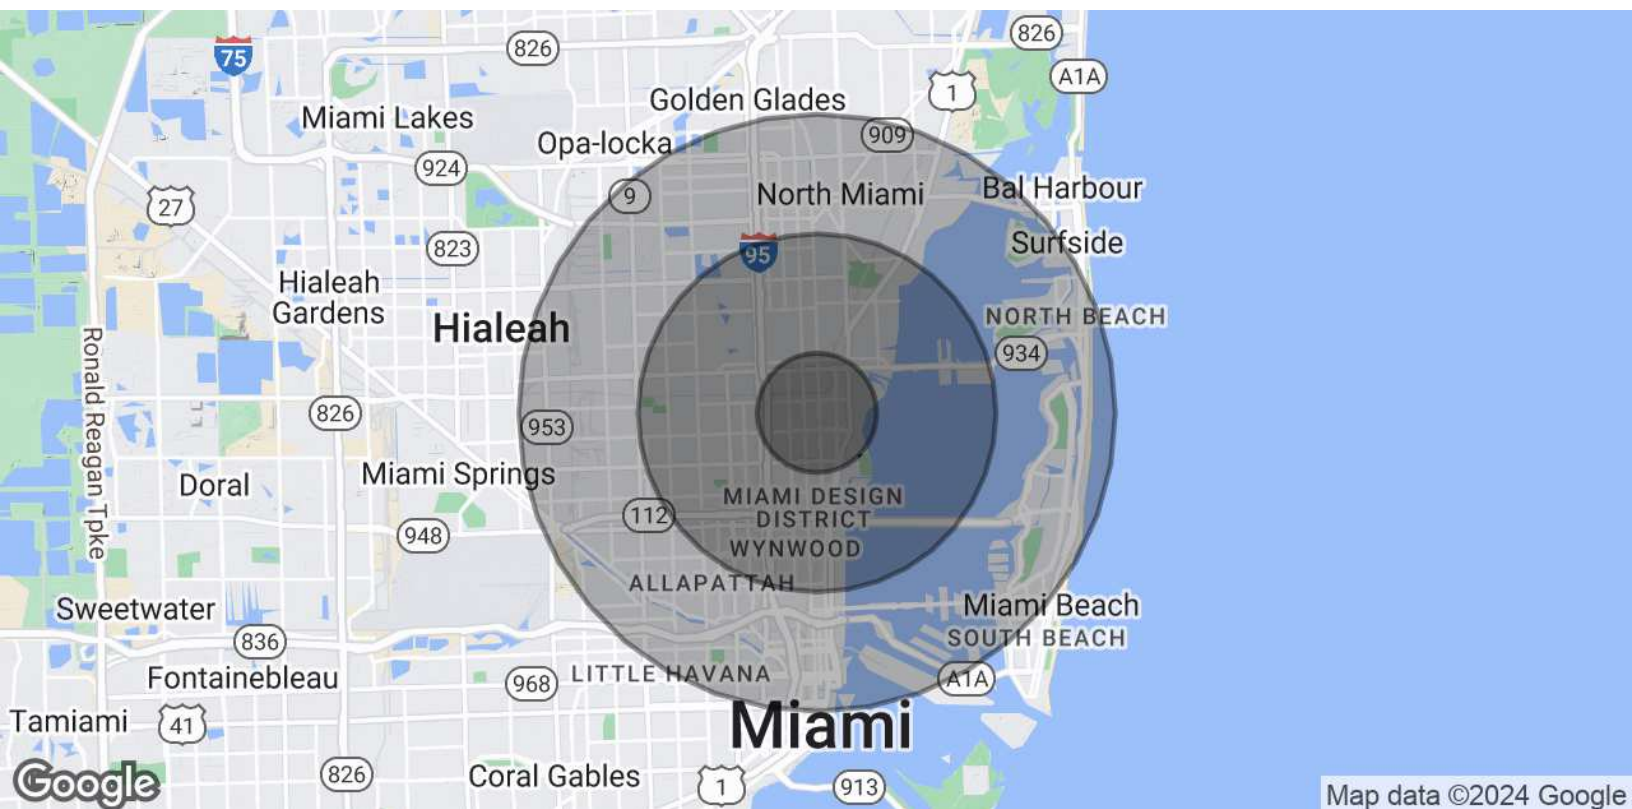 826
826
75
A1A
1
Golden Glades
Miami Lakes
909
Opa-locka
924
9
North Miami
Bal Harbour
27
823
Surfside
95
Hialeah
Gardens
NORTH BEACH
Hialeah
934
Ronald Reagan Tpke
826
953
Miami Springs
Doral
MIAMI DESIGN
DISTRICT
112
948
WYNWOOD
ALLAPATTAH
Sweetwater
Miami Beach
836
SOUTH BEACH
Fontainebleau
LITTLE HAVANA
968
A1A
Tamiami
41
Miami
Google
826
Coral Gables
1
913
Map data ©2024 Google